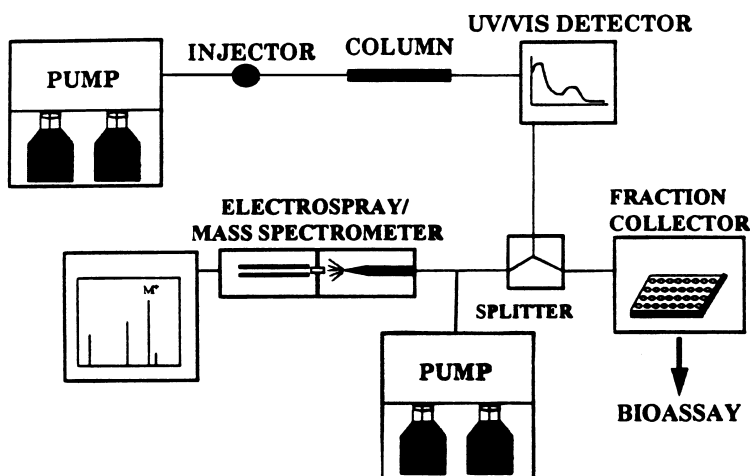 UV/VIS DETECTOR
INJECTOR
COLUMN
PUMP
ELECTROSPRAY/
MASS SPECTROMETER
FRACTION
COLLECTOR
M+
SPLITTER
PUMP
BIOASSAY